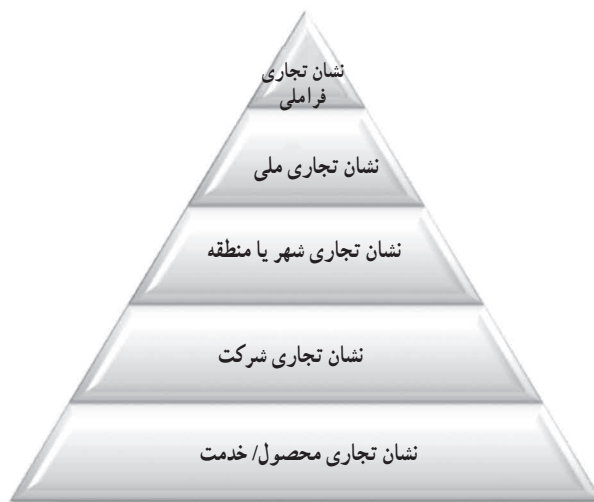 نشان تجاری
فراملی
نشان تجاری ملی
نشان تجاری شهر یا منطقه
نشان تجاری شرکت
نشان تجاری محصول/ خدمت